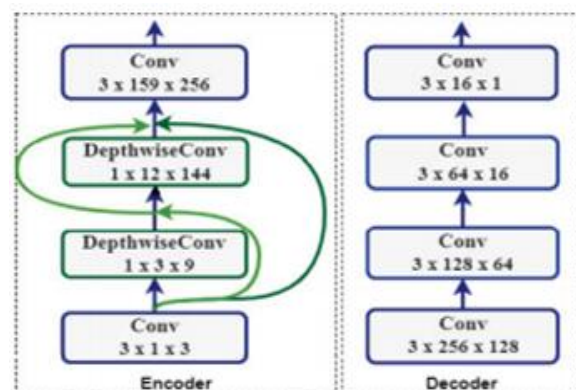 Conv
3 x 159 x 256
DepthwiseConv
1 x 12 x 144
DepthwiseConv
1 x 3 x 9
Conv
3 x 1 x 3
Encoder
Conv
3 x 16 x 1
Conv
3 x 64 x 16
Conv
3 x 128 x 64
Conv
3 x 256 x 128
Decoder